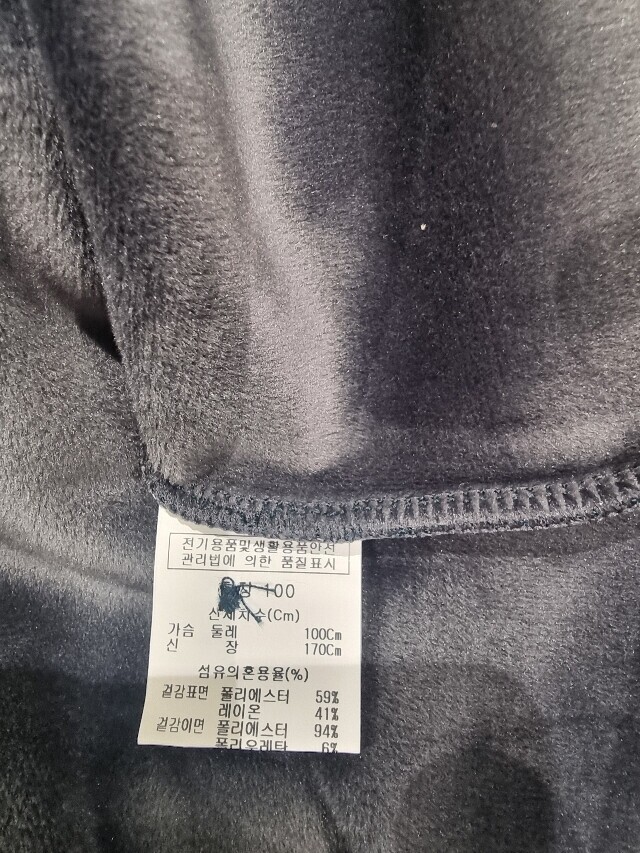 전기용품및생활용품안전
관리법에 의한 품질표시
100
신체치수(Cm)
가슴 둘레 100Cm
신 장 170Cm
섬유의혼용율(%)
겉감표면 폴리에스터 59%
레이온 41%
겉감이면 폴리에스터 94%
폴리우레탄 6%